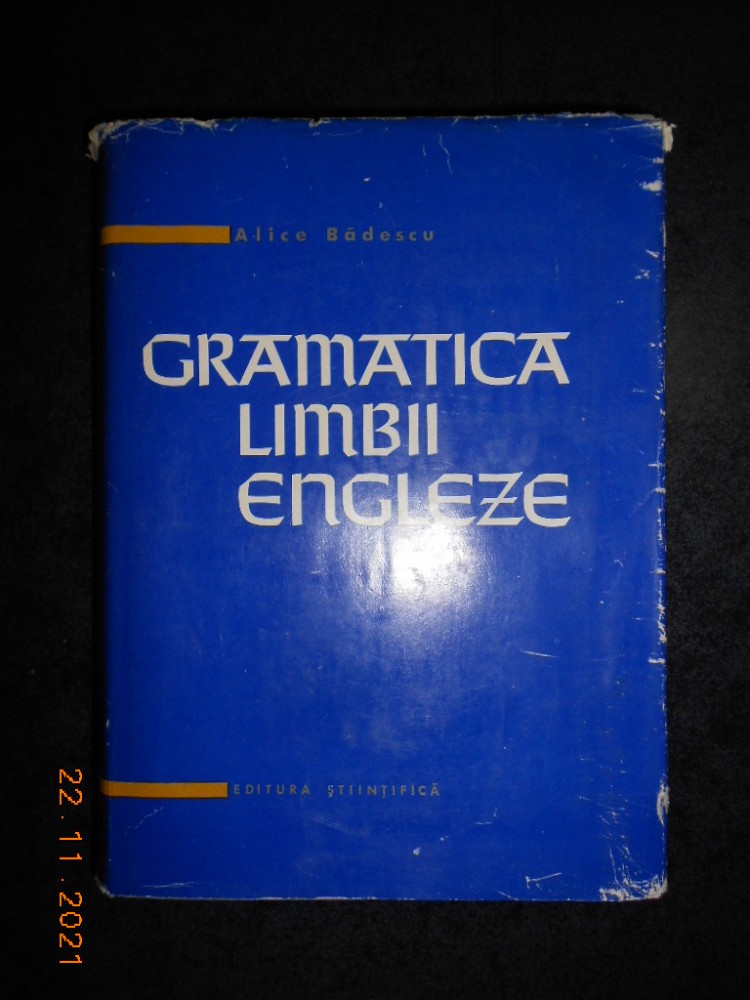 Alice Bădescu
GRAMATICA
LIMBII
ENGLEZE
EDITURA ŞTIINŢIFICĂ
22.11.2021